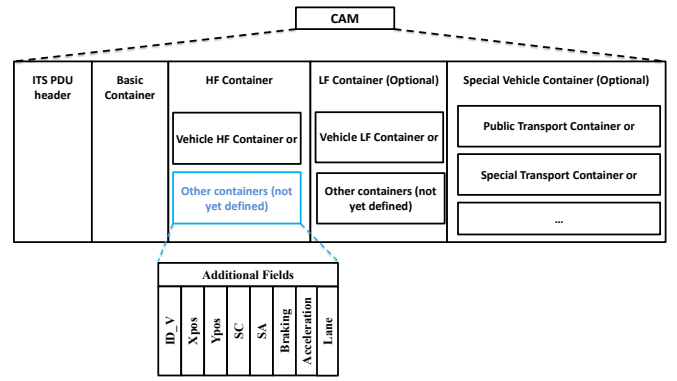 CAM
ITS PDU
header
Basic
Container
HF Container
LF Container (Optional)
Special Vehicle Container (Optional)
Vehicle HF Container or
Vehicle LF Container or
Public Transport Container or
Other containers (not
yet defined)
Other containers (not
yet defined)
Special Transport Container or
...
Additional Fields
ID_V
Xpos
Ypos
SC
SA
Braking
Acceleration
Lane